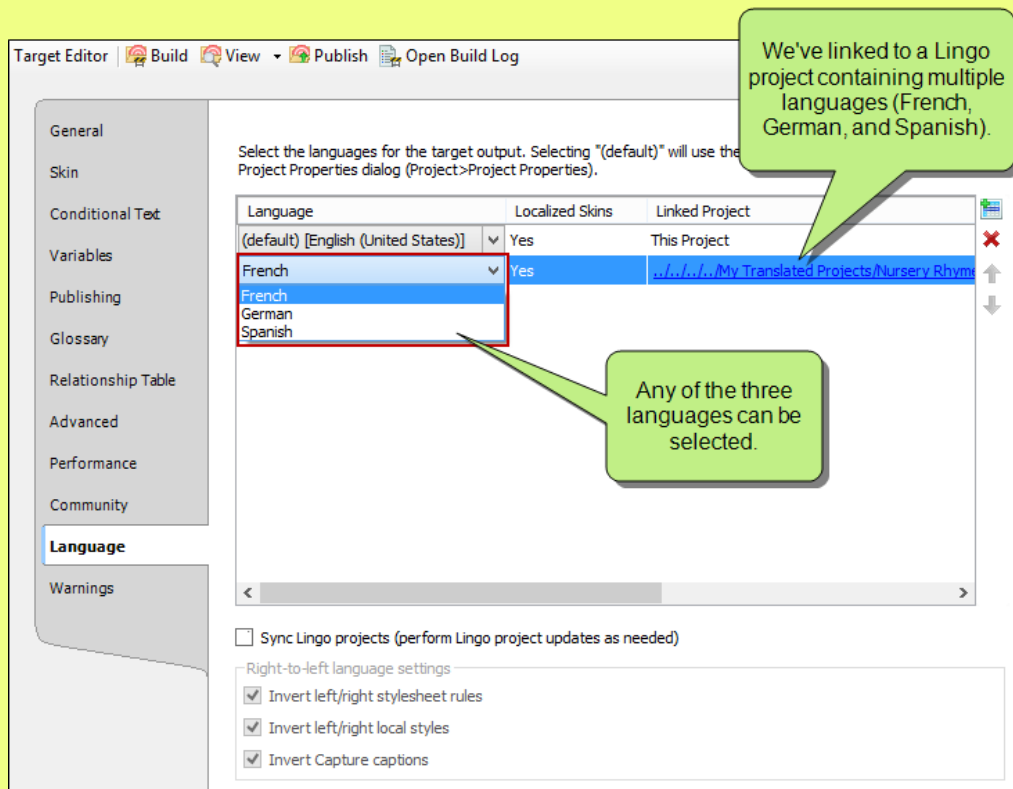 We've linked to a Lingo
project containing multiple
languages (French,
German, and Spanish).
Target Editor Build View Publish Open Build Log
General
Skin
Conditional Text
Variables
Publishing
Glossary
Relationship Table
Advanced
Performance
Community
Language
Warnings
Select the languages for the target output. Selecting "(default)" will use the
Project Properties dialog (Project>Project Properties).
Language Localized Skins Linked Project
(default) [English (United States)] Yes This Project
French Yes ../../../../My Translated Projects/Nursery Rhyme
French
German
Spanish
Any of the three
languages can be
selected.
Sync Lingo projects (perform Lingo project updates as needed)
Right-to-left language settings
Invert left/right stylesheet rules
Invert left/right local styles
Invert Capture captions